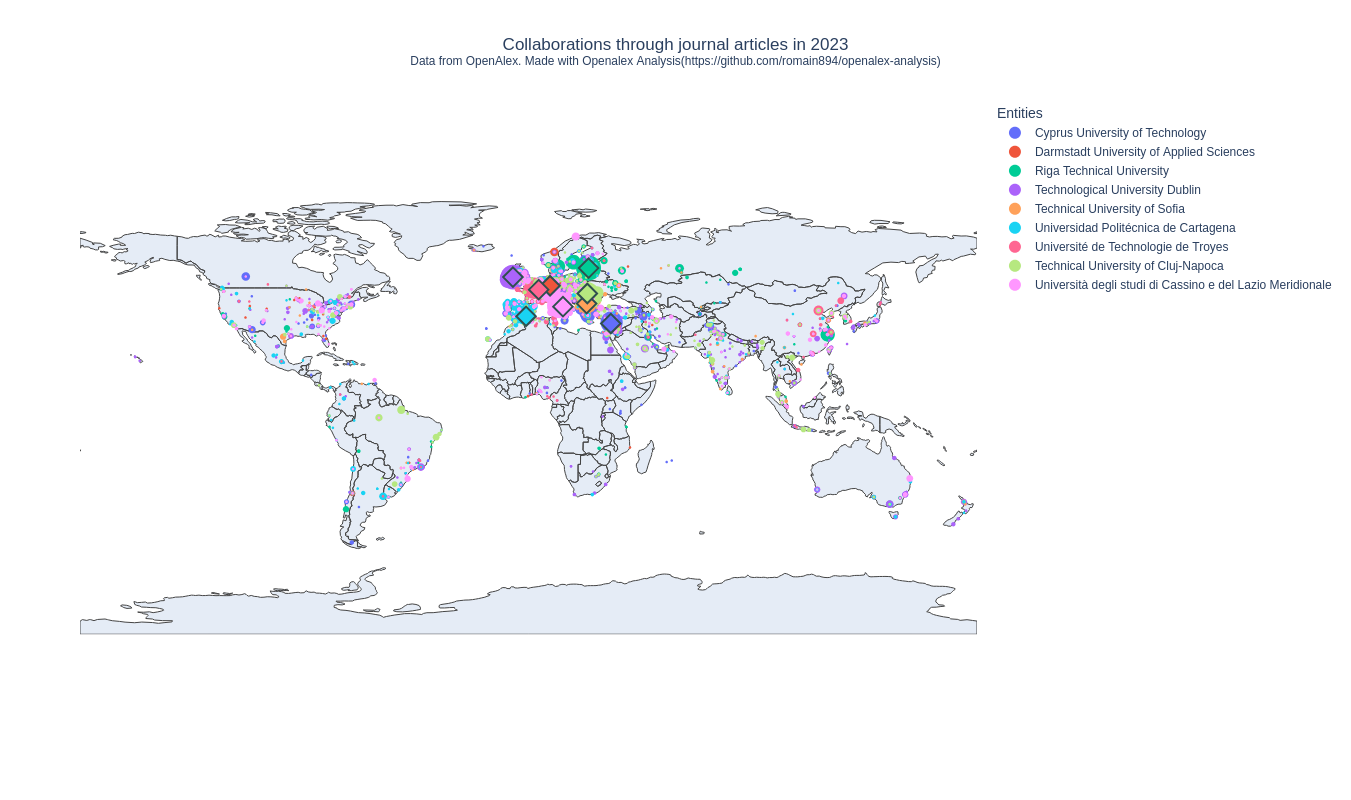 Collaborations through journal articles in 2023
Data from OpenAlex. Made with Openalex Analysis(https://github.com/romain894/openalex-analysis)
Entities
Cyprus University of Technology
Darmstadt University of Applied Sciences
Riga Technical University
Technological University Dublin
Technical University of Sofia
Universidad Politécnica de Cartagena
Université de Technologie de Troyes
Technical University of Cluj-Napoca
Università degli studi di Cassino e del Lazio Meridionale